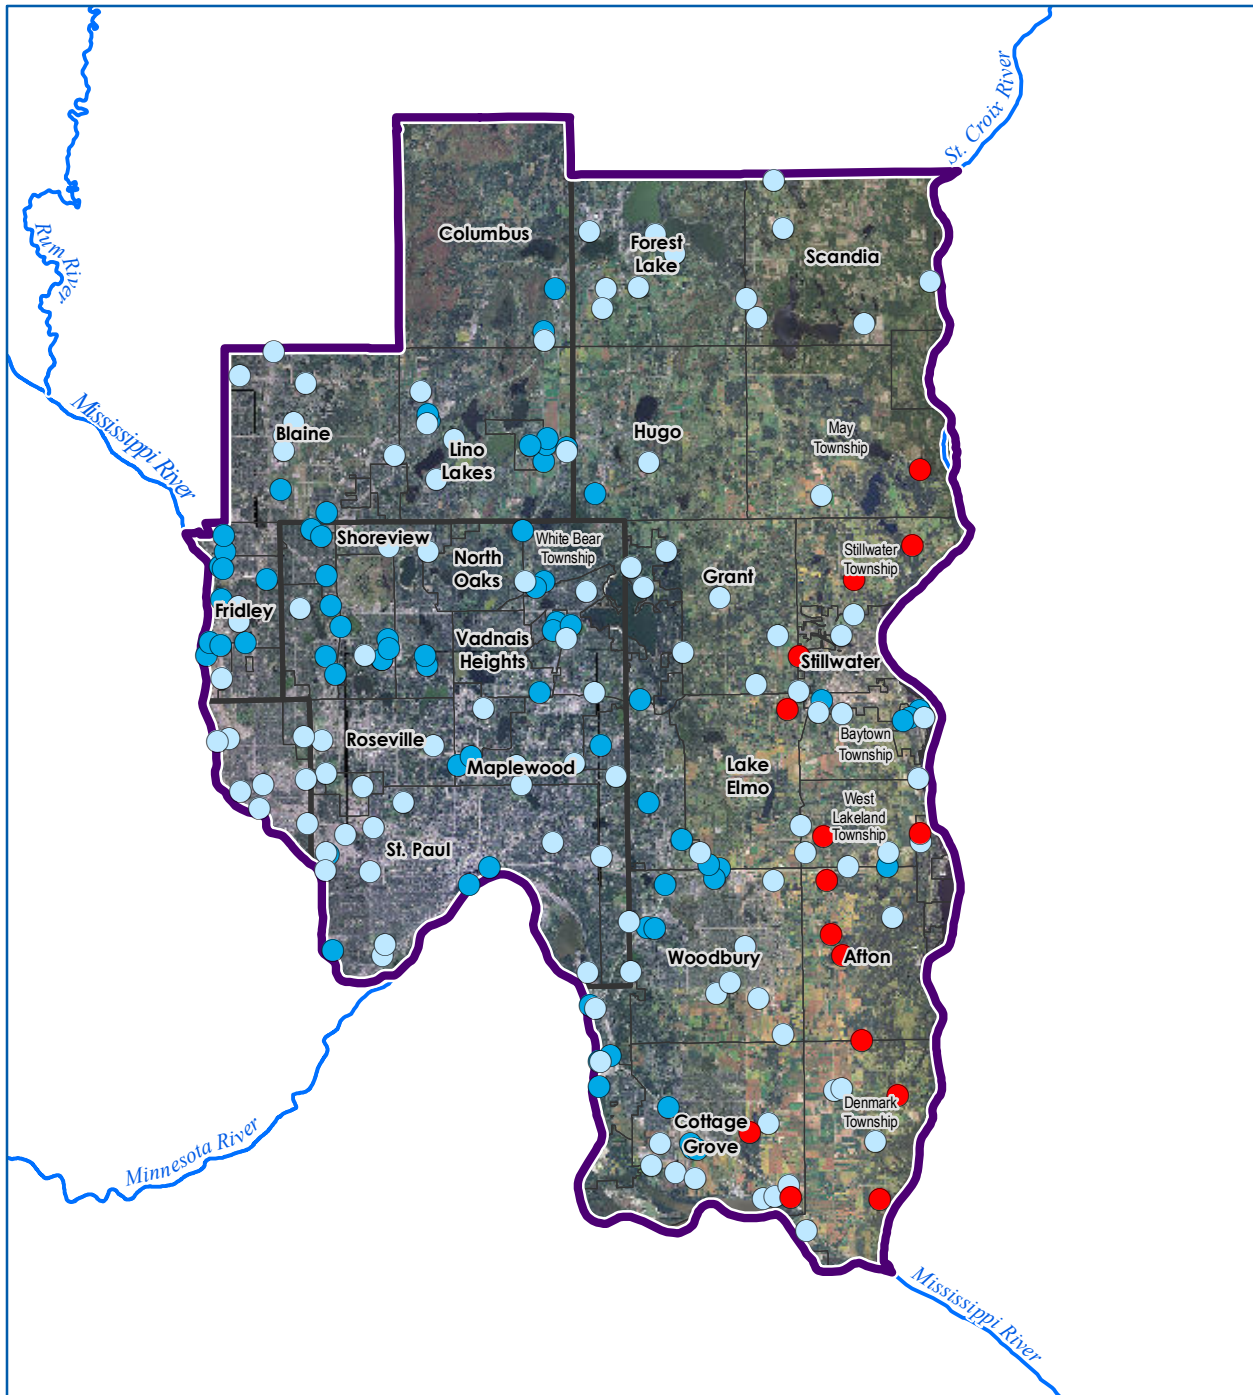 St. Croix River
Rum River
Columbus
Forest
Lake
Scandia
Mississippi River
Blaine
Lino
Lakes
Hugo
May
Township
Shoreview
North
Oaks
White Bear
Township
Grant
Stillwater
Township
Fridley
Vadnais
Heights
Stillwater
Roseville
Maplewood
Lake
Elmo
Baytown
Township
West
Lakeland
Township
St. Paul
Woodbury
Afton
Cottage
Grove
Denmark
Township
Minnesota River
Mississippi River